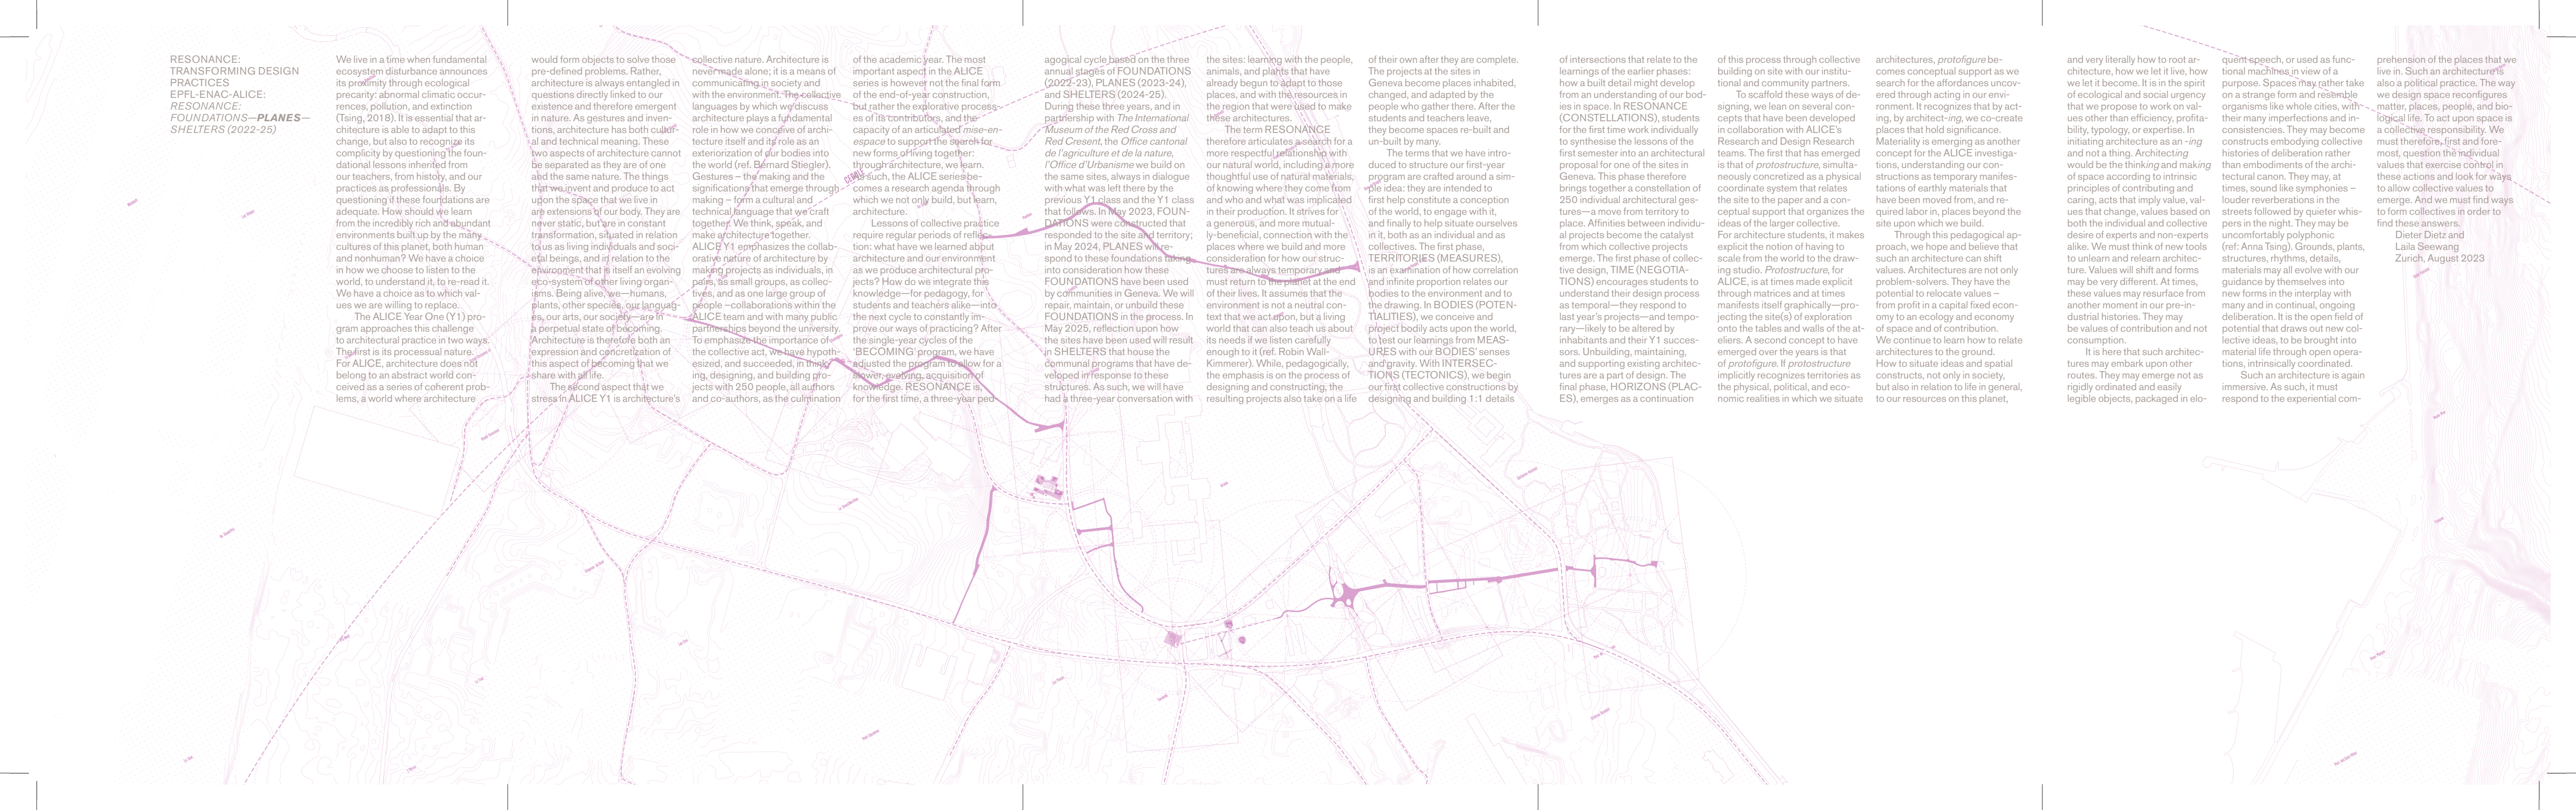 RESONANCE:
TRANSFORMING DESIGN
PRACTICES
EPFL-ENAC-ALICE:
RESONANCE:
FOUNDATIONS—PLANES—
SHELTERS (2022-25)
We live in a time when fundamental
ecosystem disturbance announces
its proximity through ecological
precarity: abnormal climatic occur-
rences, pollution, and extinction
(Tsing, 2018). It is essential that ar-
chitecture is able to adapt to this
change, but also to recognize its
complicity by questioning the foun-
dational lessons inherited from
our teachers, from history, and our
practices as professionals. By
questioning if these foundations are
adequate. How should we learn
from the incredibly rich and abundant
environments built up by the many
cultures of this planet, both human
and nonhuman? We have a choice
in how we choose to listen to the
world, to understand it, to re-read it.
We have a choice as to which val-
ues we are willing to replace.
The ALICE Year One (Y1) pro-
gram approaches this challenge
to architectural practice in two ways.
The first is its processual nature.
For ALICE, architecture does not
belong to an abstract world con-
ceived as a series of coherent prob-
lems, a world where architecture
would form objects to solve those
pre-defined problems. Rather,
architecture is always entangled in
questions directly linked to our
existence and therefore emergent
in nature. As gestures and inven-
tions, architecture has both cultur-
al and technical meaning. These
two aspects of architecture cannot
be separated as they are of one
and the same nature. The things
that we invent and produce to act
upon the space that we live in
are extensions of our body. They are
never static, but are in constant
transformation, situated in relation
to us as living individuals and soci-
etal beings, and in relation to the
environment that is itself an evolving
eco-system of other living organ-
isms. Being alive, we—humans,
plants, other species, our languag-
es, our arts, our society—are in
a perpetual state of becoming.
Architecture is therefore both an
expression and concretization of
this aspect of becoming that we
share with all life.
The second aspect that we
stress in ALICE Y1 is architecture's
collective nature. Architecture is
never made alone; it is a means of
communicating in society and
with the environment. The collective
languages by which we discuss
architecture plays a fundamental
role in how we conceive of archi-
tecture itself and its role as an
exteriorization of our bodies into
the world (ref. Bernard Stiegler).
Gestures – the making and the
significations that emerge through
making – form a cultural and
technical language that we craft
together. We think, speak, and
make architecture together.
ALICE Y1 emphasizes the collab-
orative nature of architecture by
making projects as individuals, in
pairs, as small groups, as collec-
tives, and as one large group of
people –collaborations within the
ALICE team and with many public
partnerships beyond the university.
To emphasize the importance of
the collective act, we have hypoth-
esized, and succeeded, in think-
ing, designing, and building pro-
jects with 250 people, all authors
and co-authors, as the culmination
of the academic year. The most
important aspect in the ALICE
series is however not the final form
of the end-of-year construction,
but rather the explorative process-
es of its contributors, and the
capacity of an articulated mise-en-
espace to support the search for
new forms of living together:
through architecture, we learn.
As such, the ALICE series be-
comes a research agenda through
which we not only build, but learn,
architecture.
Lessons of collective practice
require regular periods of reflec-
tion: what have we learned about
architecture and our environment
as we produce architectural pro-
jects? How do we integrate this
knowledge—for pedagogy, for
students and teachers alike—into
the next cycle to constantly im-
prove our ways of practicing? After
the single-year cycles of the
'BECOMING' program, we have
adjusted the program to allow for a
slower, evolving, acquisition of
knowledge. RESONANCE is,
for the first time, a three-year ped
agogical cycle based on the three
annual stages of FOUNDATIONS
(2022-23), PLANES (2023-24),
and SHELTERS (2024-25).
During these three years, and in
partnership with The International
Museum of the Red Cross and
Red Cresent, the Office cantonal
de l'agriculture et de la nature,
l'Office d'Urbanisme we build on
the same sites, always in dialogue
with what was left there by the
previous Y1 class and the Y1 class
that follows. In May 2023, FOUN-
DATIONS were constructed that
responded to the site and territory;
in May 2024, PLANES will re-
spond to these foundations taking
into consideration how these
FOUNDATIONS have been used
by communities in Geneva. We will
repair, maintain, or unbuild these
FOUNDATIONS in the process. In
May 2025, reflection upon how
the sites have been used will result
in SHELTERS that house the
communal programs that have de-
veloped in response to these
structures. As such, we will have
had a three-year conversation with
the sites: learning with the people,
animals, and plants that have
already begun to adapt to those
places, and with the resources in
the region that were used to make
these architectures.
The term RESONANCE
therefore articulates a search for a
more respectful relationship with
our natural world, including a more
thoughtful use of natural materials,
of knowing where they come from
and who and what was implicated
in their production. It strives for
a generous, and more mutual-
ly-beneficial, connection with the
places where we build and more
consideration for how our struc-
tures are always temporary and
must return to the planet at the end
of their lives. It assumes that the
environment is not a neutral con-
text that we act upon, but a living
world that can also teach us about
its needs if we listen carefully
enough to it (ref. Robin Wall-
Kimmerer). While, pedagogically,
the emphasis is on the process of
designing and constructing, the
resulting projects also take on a life
of their own after they are complete.
The projects at the sites in
Geneva become places inhabited,
changed, and adapted by the
people who gather there. After the
students and teachers leave,
they become spaces re-built and
un-built by many.
The terms that we have intro-
duced to structure our first-year
program are crafted around a sim-
ple idea: they are intended to
first help constitute a conception
of the world, to engage with it,
and finally to help situate ourselves
in it, both as an individual and as
collectives. The first phase,
TERRITORIES (MEASURES),
is an examination of how correlation
and infinite proportion relates our
bodies to the environment and to
the drawing. In BODIES (POTEN-
TIALITIES), we conceive and
project bodily acts upon the world,
to test our learnings from MEAS-
URES with our BODIES' senses
and gravity. With INTERSEC-
TIONS (TECTONICS), we begin
our first collective constructions by
designing and building 1:1 details
of intersections that relate to the
learnings of the earlier phases:
how a built detail might develop
from an understanding of our bod-
ies in space. In RESONANCE
(CONSTELLATIONS), students
for the first time work individually
to synthesise the lessons of the
first semester into an architectural
proposal for one of the sites in
Geneva. This phase therefore
brings together a constellation of
250 individual architectural ges-
tures—a move from territory to
place. Affinities between individu-
al projects become the catalyst
from which collective projects
emerge. The first phase of collec-
tive design, TIME (NEGOTIA-
TIONS) encourages students to
understand their design process
as temporal—they respond to
last year's projects—and tempo-
rary—likely to be altered by
inhabitants and their Y1 succes-
sors. Unbuilding, maintaining,
and supporting existing architec-
tures are a part of design. The
final phase, HORIZONS (PLAC-
ES), emerges as a continuation
of this process through collective
building on site with our institu-
tional and community partners.
To scaffold these ways of de-
signing, we lean on several con-
cepts that have been developed
in collaboration with ALICE's
Research and Design Research
teams. The first that has emerged
is that of protostructure, simulta-
neously concretized as a physical
coordinate system that relates
the site to the paper and a con-
ceptual support that organizes the
ideas of the larger collective.
For architecture students, it makes
explicit the notion of having to
scale from the world to the draw-
ing studio. Protostructure, for
ALICE, is at times made explicit
through matrices and at times
manifests itself graphically—pro-
jecting the site(s) of exploration
onto the tables and walls of the at-
eliers. A second concept to have
emerged over the years is that
of protofigure. If protostructure
implicitly recognizes territories as
the physical, political, and eco-
nomic realities in which we situate
architectures, protofigure be-
comes conceptual support as we
search for the affordances uncov-
ered through acting in our envi-
ronment. It recognizes that by act-
ing, by architect-ing, we co-create
places that hold significance.
Materiality is emerging as another
concept for the ALICE investiga-
tions, understanding our con-
structions as temporary manifes-
tations of earthly materials that
have been moved from, and re-
quired labor in, places beyond the
site upon which we build.
Through this pedagogical ap-
proach, we hope and believe that
such an architecture can shift
values. Architectures are not only
problem-solvers. They have the
potential to relocate values –
from profit in a capital fixed econ-
omy to an ecology and economy
of space and of contribution.
We continue to learn how to relate
architectures to the ground.
How to situate ideas and spatial
constructs, not only in society,
but also in relation to life in general,
to our resources on this planet,
and very literally how to root ar-
chitecture, how we let it live, how
we let it become. It is in the spirit
of ecological and social urgency
that we propose to work on val-
ues other than efficiency, profita-
bility, typology, or expertise. In
initiating architecture as an -ing
and not a thing. Architecting
would be the thinking and making
of space according to intrinsic
principles of contributing and
caring, acts that imply value, val-
ues that change, values based on
both the individual and collective
desire of experts and non-experts
alike. We must think of new tools
to unlearn and relearn architec-
ture. Values will shift and forms
may be very different. At times,
these values may resurface from
another moment in our pre-in-
dustrial histories. They may
be values of contribution and not
consumption.
It is here that such architec-
tures may embark upon other
routes. They may emerge not as
rigidly ordinated and easily
legible objects, packaged in elo-
quent speech, or used as func-
tional machines in view of a
purpose. Spaces may rather take
on a strange form and resemble
organisms like whole cities, with
their many imperfections and in-
consistencies. They may become
constructs embodying collective
histories of deliberation rather
than embodiments of the archi-
tectural canon. They may, at
times, sound like symphonies –
louder reverberations in the
streets followed by quieter whis-
pers in the night. They may be
uncomfortably polyphonic
(ref: Anna Tsing). Grounds, plants,
structures, rhythms, details,
materials may all evolve with our
guidance by themselves into
new forms in the interplay with
many and in continual, ongoing
deliberation. It is the open field of
potential that draws out new col-
lective ideas, to be brought into
material life through open opera-
tions, intrinsically coordinated.
Such an architecture is again
immersive. As such, it must
respond to the experiential com-
prehension of the places that we
live in. Such an architecture is
also a political practice. The way
we design space reconfigures
matter, places, people, and bio-
logical life. To act upon space is
a collective responsibility. We
must therefore, first and fore-
most, question the individual
values that exercise control in
these actions and look for ways
to allow collective values to
emerge. And we must find ways
to form collectives in order to
find these answers.
Dieter Dietz and
Laila Seewang
Zurich, August 2023